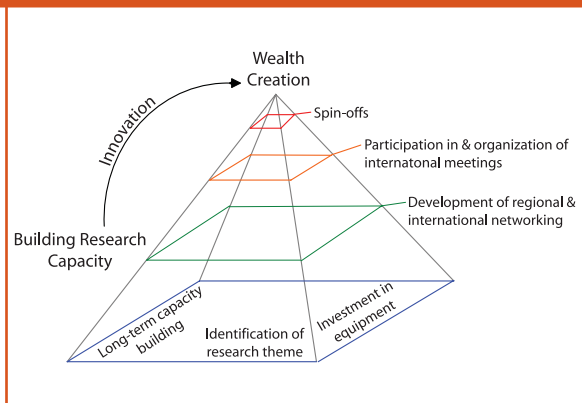 Wealth
Creation
Innovation
Spin-offs
Participation in & organization of
internatonal meetings
Development of regional &
international networking
Building Research
Capacity
Long-term capacity
building
Identification of
research theme
Investment in
equipment